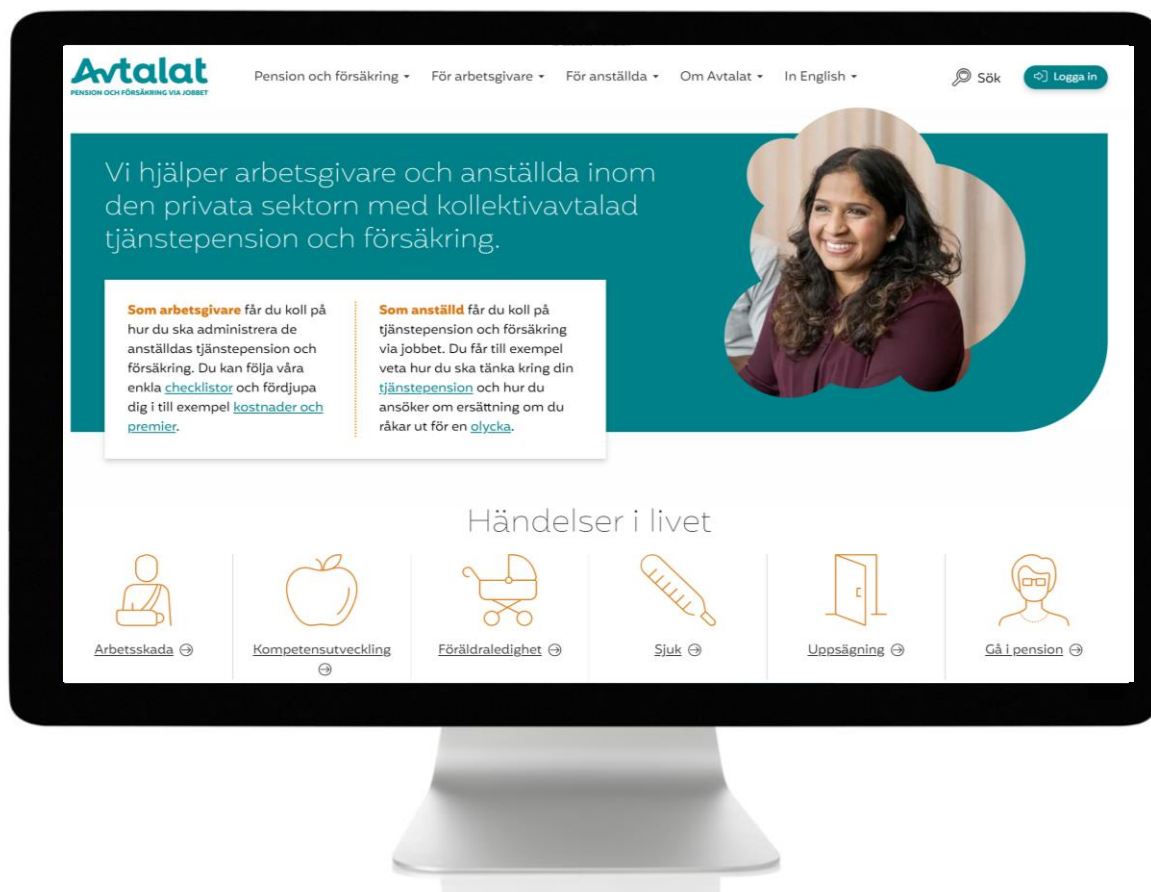 Avtalat
PENSION OCH FÖRSÄKRING VIA JOBBET
Pension och försäkring
För arbetsgivare
För anställda
Om Avtalat
In English
Sök
Logga in
Vi hjälper arbetsgivare och anställda inom
den privata sektorn med kollektivavtalad
tjänstepension och försäkring.
Som arbetsgivare får du koll på
hur du ska administrera de
anställdas tjänstepension och
försäkring. Du kan följa våra
enkla checklistor och fördjupa
dig i till exempel kostnader och
premier.
Som anställd får du koll på
tjänstepension och försäkring
via jobbet. Du får till exempel
veta hur du ska tänka kring din
tjänstepension och hur du
ansöker om ersättning om du
råkar ut för en olycka.
Händelser i livet
Arbetsskada
Kompetensutveckling
Föräldraledighet
Sjuk
Uppsägning
Gå i pension